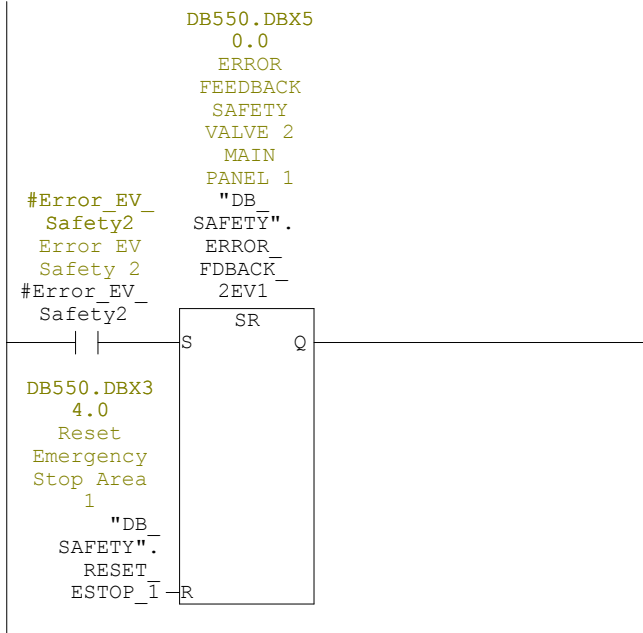 DB550.DBX5
0.0
ERROR
FEEDBACK
SAFETY
VALVE 2
MAIN
PANEL 1
"DB_
SAFETY".
ERROR_
FDBACK_
2EV1
#Error_EV_
Safety2
Error EV
Safety 2
#Error_EV_
Safety2
SR
S
Q
DB550.DBX3
4.0
Reset
Emergency
Stop Area
1
"DB_
SAFETY".
RESET_
ESTOP_1
R